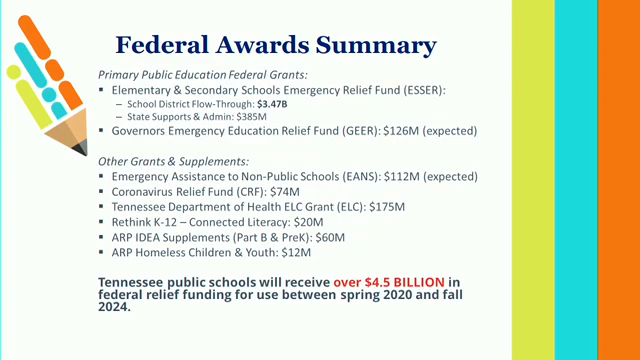 Federal Awards Summary
Primary Public Education Federal Grants:
▪ Elementary & Secondary Schools Emergency Relief Fund (ESSER):
– School District Flow-Through: $3.47B
– State Supports & Admin: $385M
▪ Governors Emergency Education Relief Fund (GEER): $126M (expected)
Other Grants & Supplements:
▪ Emergency Assistance to Non-Public Schools (EANS): $112M (expected)
▪ Coronavirus Relief Fund (CRF): $74M
▪ Tennessee Department of Health ELC Grant (ELC): $175M
▪ Rethink K-12 – Connected Literacy: $20M
▪ ARP IDEA Supplements (Part B & PreK): $60M
▪ ARP Homeless Children & Youth: $12M
Tennessee public schools will receive over $4.5 BILLION in
federal relief funding for use between spring 2020 and fall
2024.